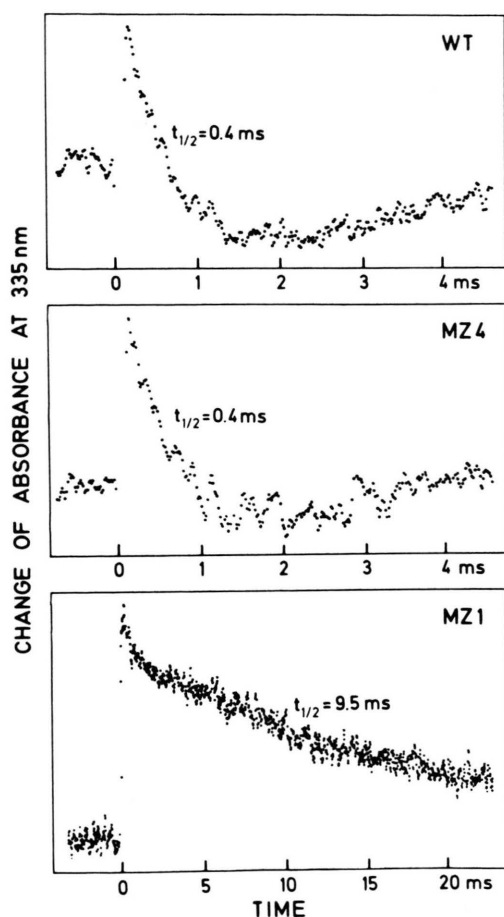 CHANGE OF ABSORBANCE AT 335 nm
WT
t1/2 = 0.4 ms
0 1 2 3 4 ms
MZ4
t1/2 = 0.4 ms
0 1 2 3 4 ms
MZ1
t1/2 = 9.5 ms
0 5 10 15 20 ms
TIME